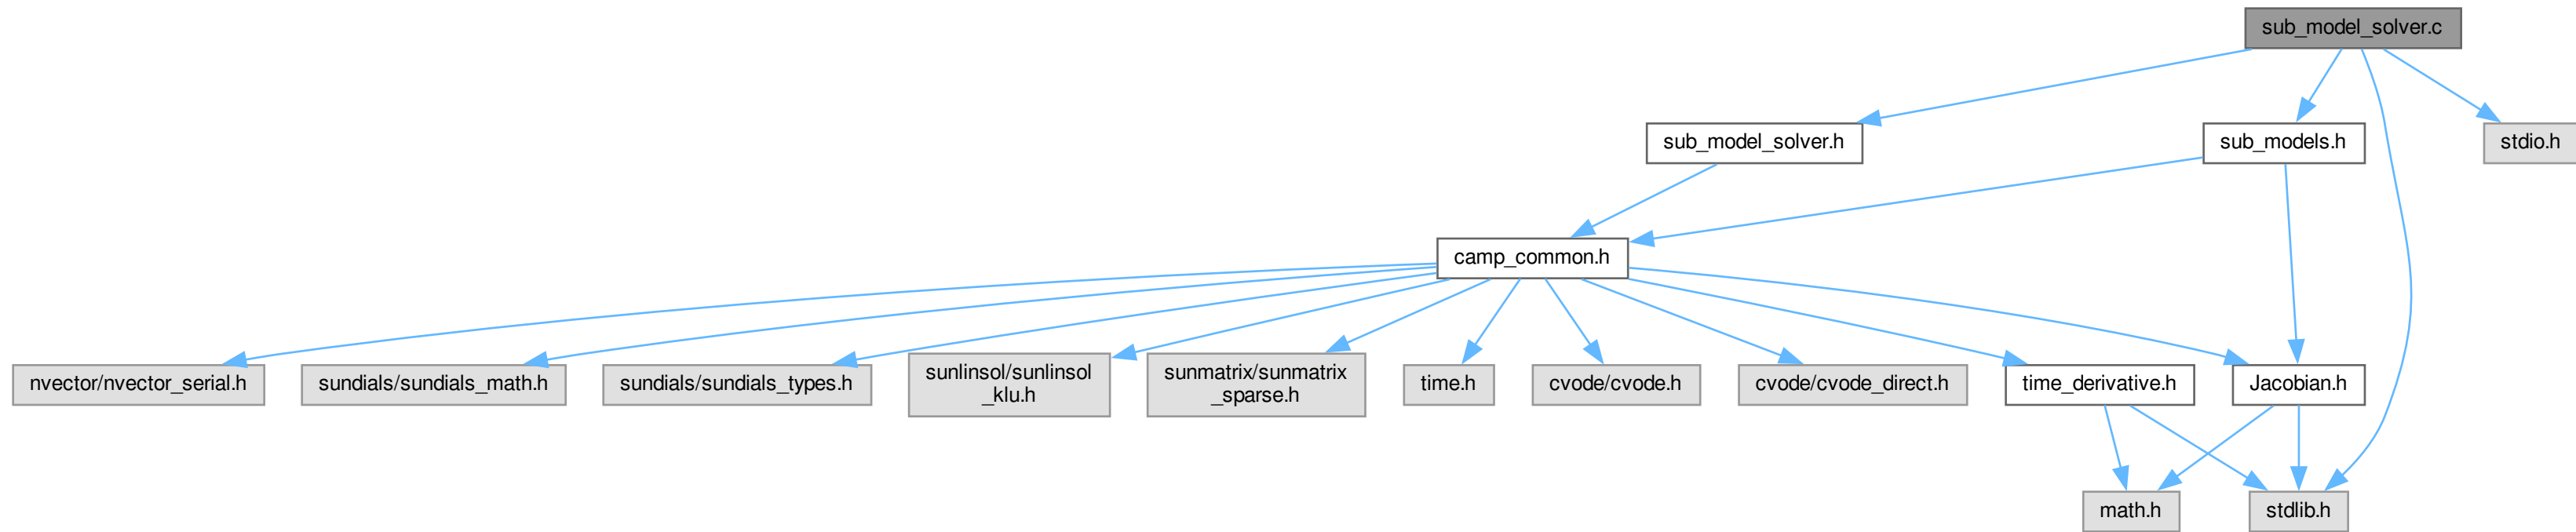 sub_model_solver.c
sub_model_solver.h
sub_models.h
stdio.h
camp_common.h
nvector/nvector_serial.h
sundials/sundials_math.h
sundials/sundials_types.h
sunlinsol/sunlinsol
_klu.h
sunmatrix/sunmatrix
_sparse.h
time.h
cvode/cvode.h
cvode/cvode_direct.h
time_derivative.h
Jacobian.h
math.h
stdlib.h